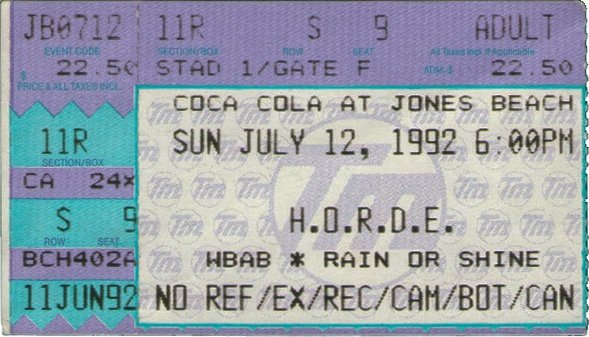 JB0712 11R S 9 ADULT
EVENT CODE SECTION/BOX ROW SEAT All Taxes Incl. If Applicable
$ 22.50 STAD 1/GATE F ADM. $ 22.50
PRICE & ALL TAXES INCL.
COCA COLA AT JONES BEACH
11R SUN JULY 12, 1992 6:00PM
SECTION/BOX
CA 24X
S 9 H.O.R.D.E.
ROW SEAT
BCH402A WBAB * RAIN OR SHINE
11JUN92 NO REF/EX/REC/CAM/BOT/CAN